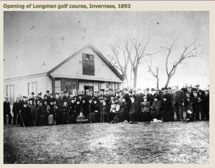 Opening of Longman golf course, Inverness, 1893